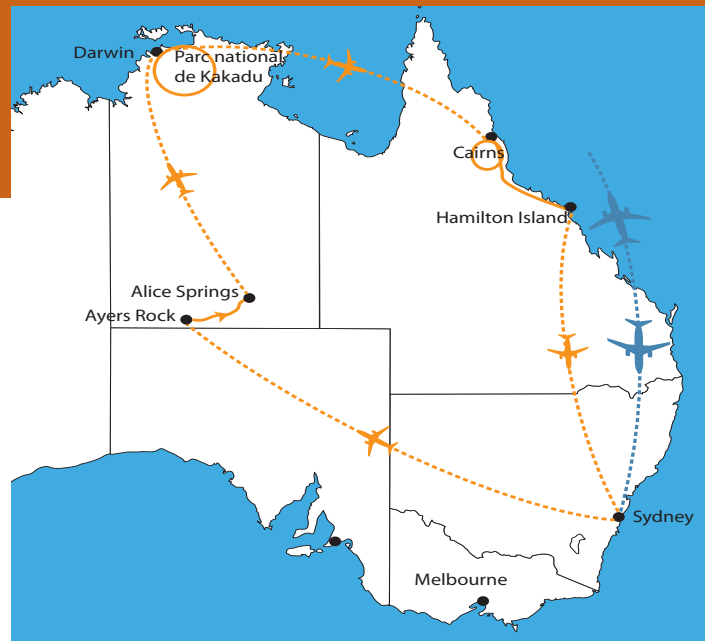 Darwin
Parc national
de Kakadu
Cairns
Hamilton Island
Alice Springs
Ayers Rock
Sydney
Melbourne